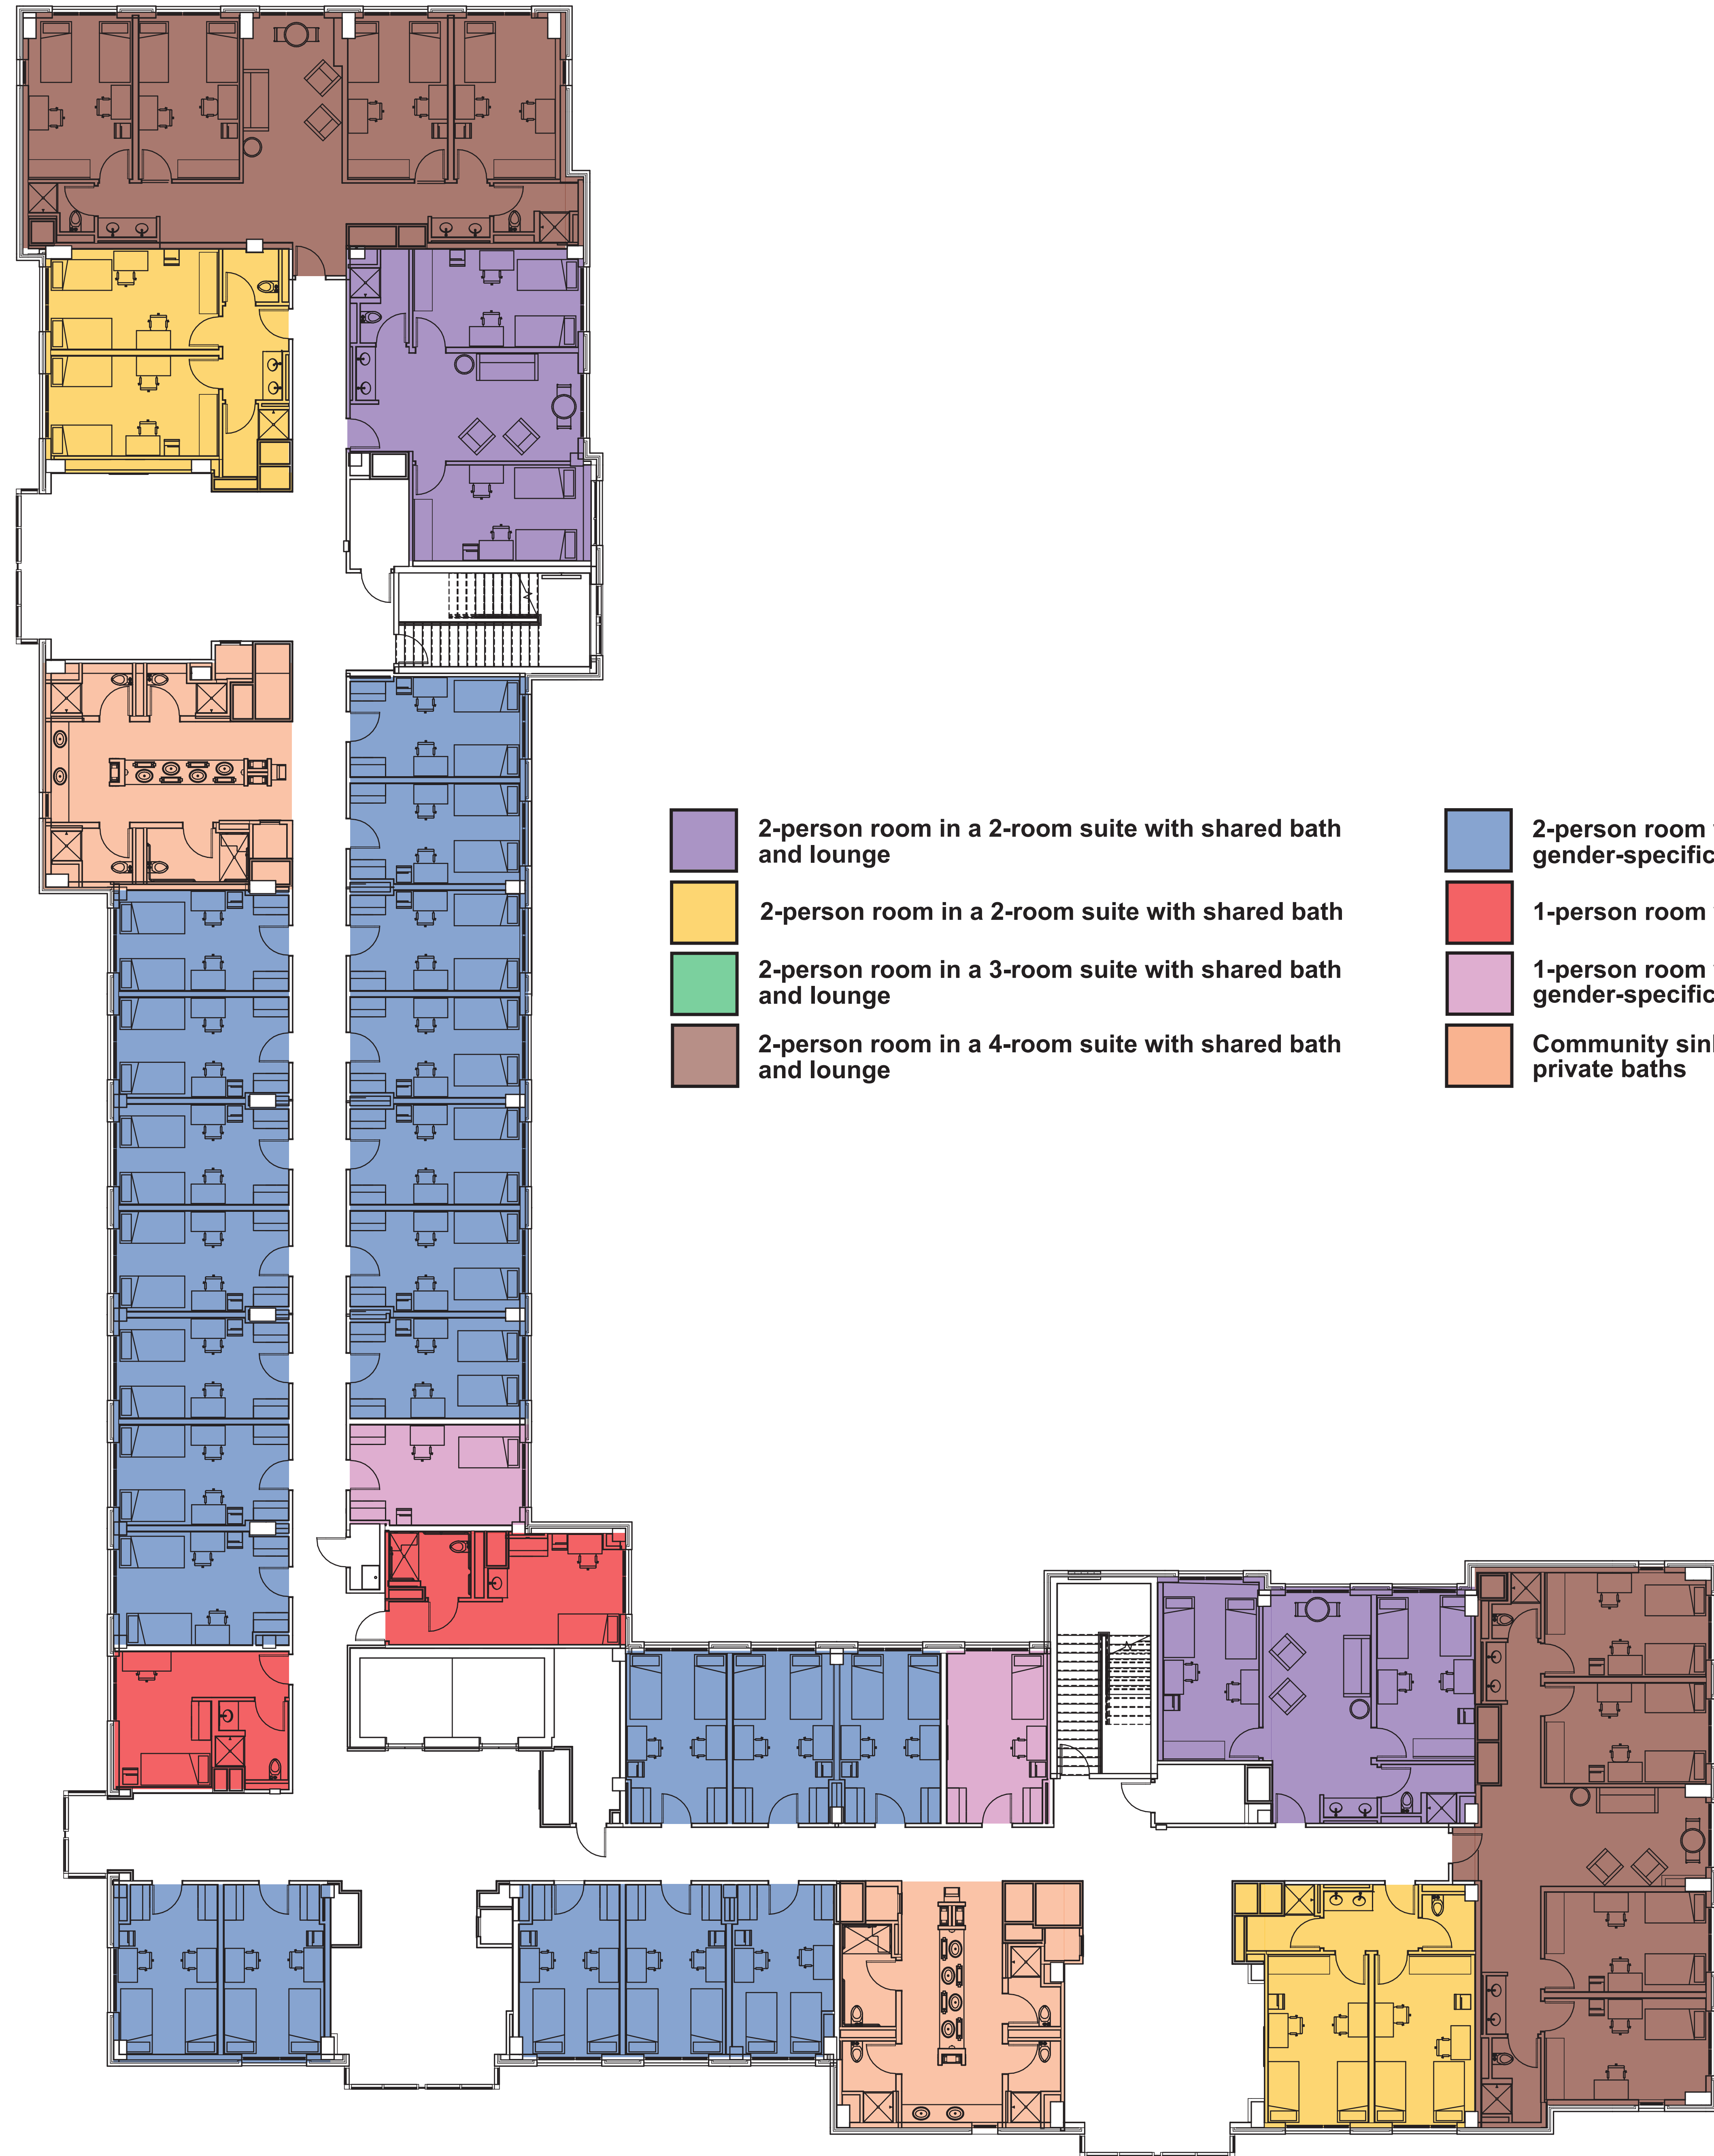 2-person room in a 2-room suite with shared bath
and lounge
2-person room in a 2-room suite with shared bath
2-person room in a 3-room suite with shared bath
and lounge
2-person room in a 4-room suite with shared bath
and lounge
2-person room
gender-specific
1-person room
1-person room
gender-specific
Community
private baths